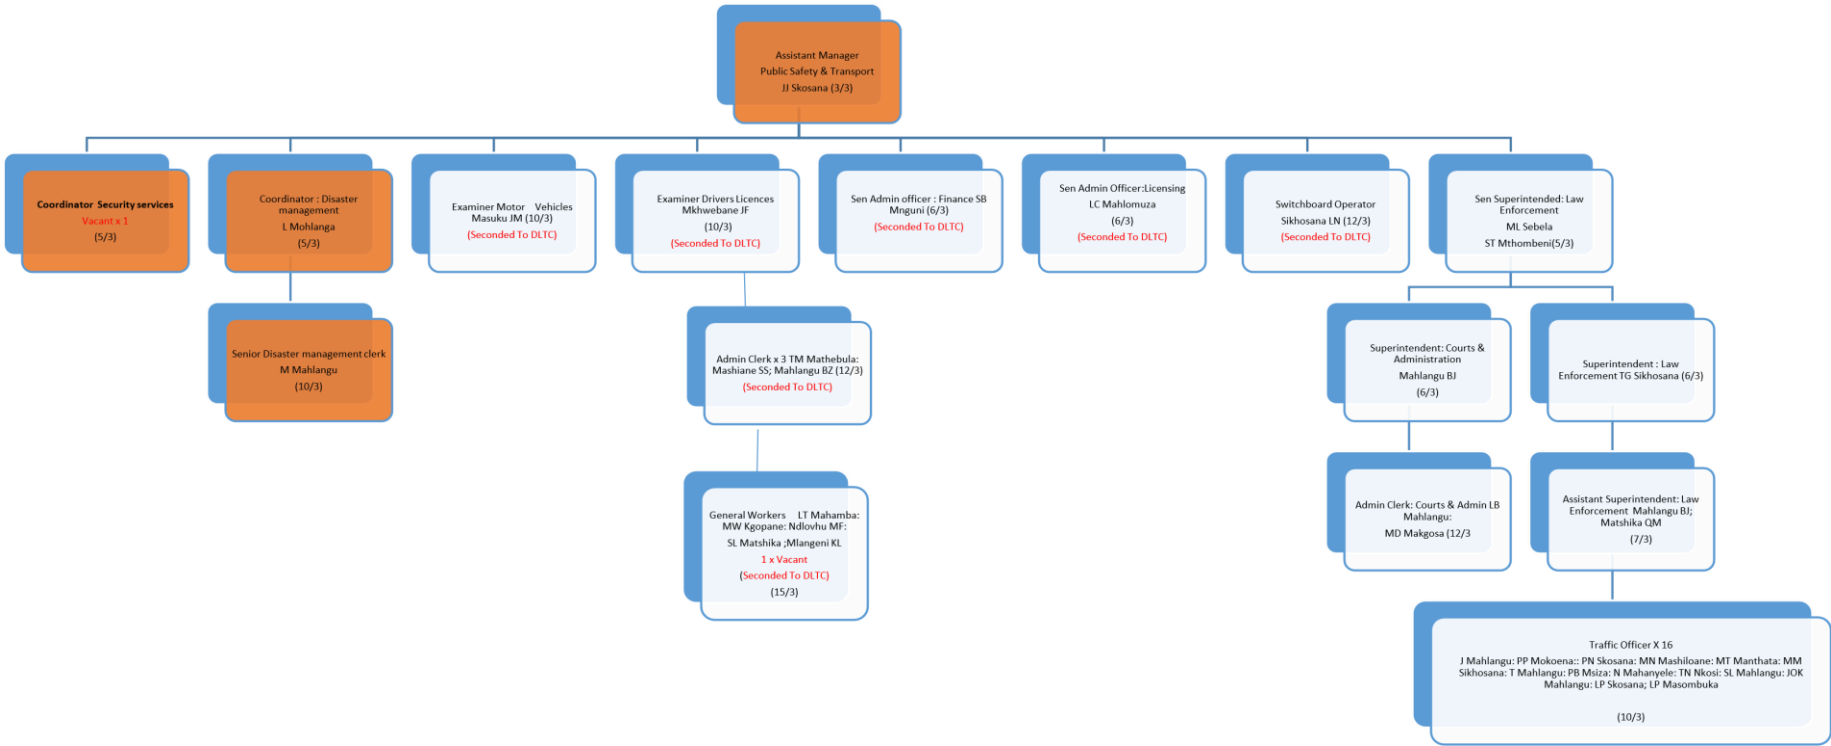 Assistant Manager
Public Safety & Transport
JJ Skosana (3/3)
Coordinator Security services
Vacant x 1
(5/3)
Coordinator : Disaster
management
L Mohlanga
(5/3)
Examiner Motor Vehicles
Masuku JM (10/3)
(Seconded To DLTC)
Examiner Drivers Licences
Mkhwebane JF
(10/3)
(Seconded To DLTC)
Sen Admin officer : Finance SB
Mnguni (6/3)
(Seconded To DLTC)
Sen Admin Officer:Licensing
LC Mahlomuza
(6/3)
(Seconded To DLTC)
Switchboard Operator
Sikhosana LN (12/3)
(Seconded To DLTC)
Sen Superintended: Law
Enforcement
ML Sebela
ST Mthombeni(5/3)
Senior Disaster management clerk
M Mahlangu
(10/3)
Admin Clerk x 3 TM Mathebula:
Mashiane SS; Mahlangu BZ (12/3)
(Seconded To DLTC)
Superintendent: Courts &
Administration
Mahlangu BJ
(6/3)
Superintendent : Law
Enforcement TG Sikhosana (6/3)
General Workers LT Mahamba:
MW Kgopane: Ndlovhu MF:
SL Matshika ;Mlangeni KL
1 x Vacant
(Seconded To DLTC)
(15/3)
Admin Clerk: Courts & Admin LB
Mahlangu:
MD Makgosa (12/3
Assistant Superintendent: Law
Enforcement Mahlangu BJ;
Matshika QM
(7/3)
Traffic Officer X 16
J Mahlangu: PP Mokoena:: PN Skosana: MN Mashiloane: MT Manthata: MM
Sikhosana: T Mahlangu: PB Msiza: N Mahanyele: TN Nkosi: SL Mahlangu: JOK
Mahlangu: LP Skosana; LP Masombuka
(10/3)